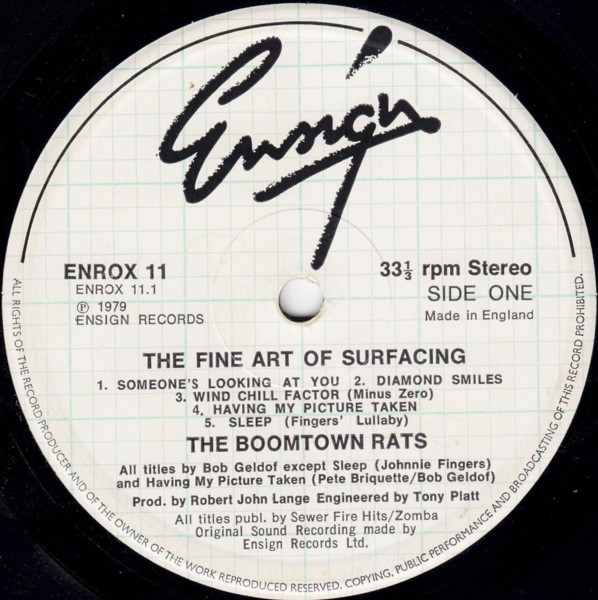 Ensign
ENROX 11
ENROX 11.1
℗ 1979
ENSIGN RECORDS
33⅓ rpm Stereo
SIDE ONE
Made in England
THE FINE ART OF SURFACING
1. SOMEONE'S LOOKING AT YOU 2. DIAMOND SMILES
3. WIND CHILL FACTOR (Minus Zero)
4. HAVING MY PICTURE TAKEN
5. SLEEP (Fingers' Lullaby)
THE BOOMTOWN RATS
All titles by Bob Geldof except Sleep (Johnnie Fingers)
and Having My Picture Taken (Pete Briquette/Bob Geldof)
Prod. by Robert John Lange Engineered by Tony Platt
All titles publ. by Sewer Fire Hits/Zomba
Original Sound Recording made by
Ensign Records Ltd.
ALL RIGHTS OF THE RECORD PRODUCER AND OF THE OWNER OF THE WORK REPRODUCED RESERVED. COPYING, PUBLIC PERFORMANCE AND BROADCASTING OF THIS RECORD PROHIBITED.